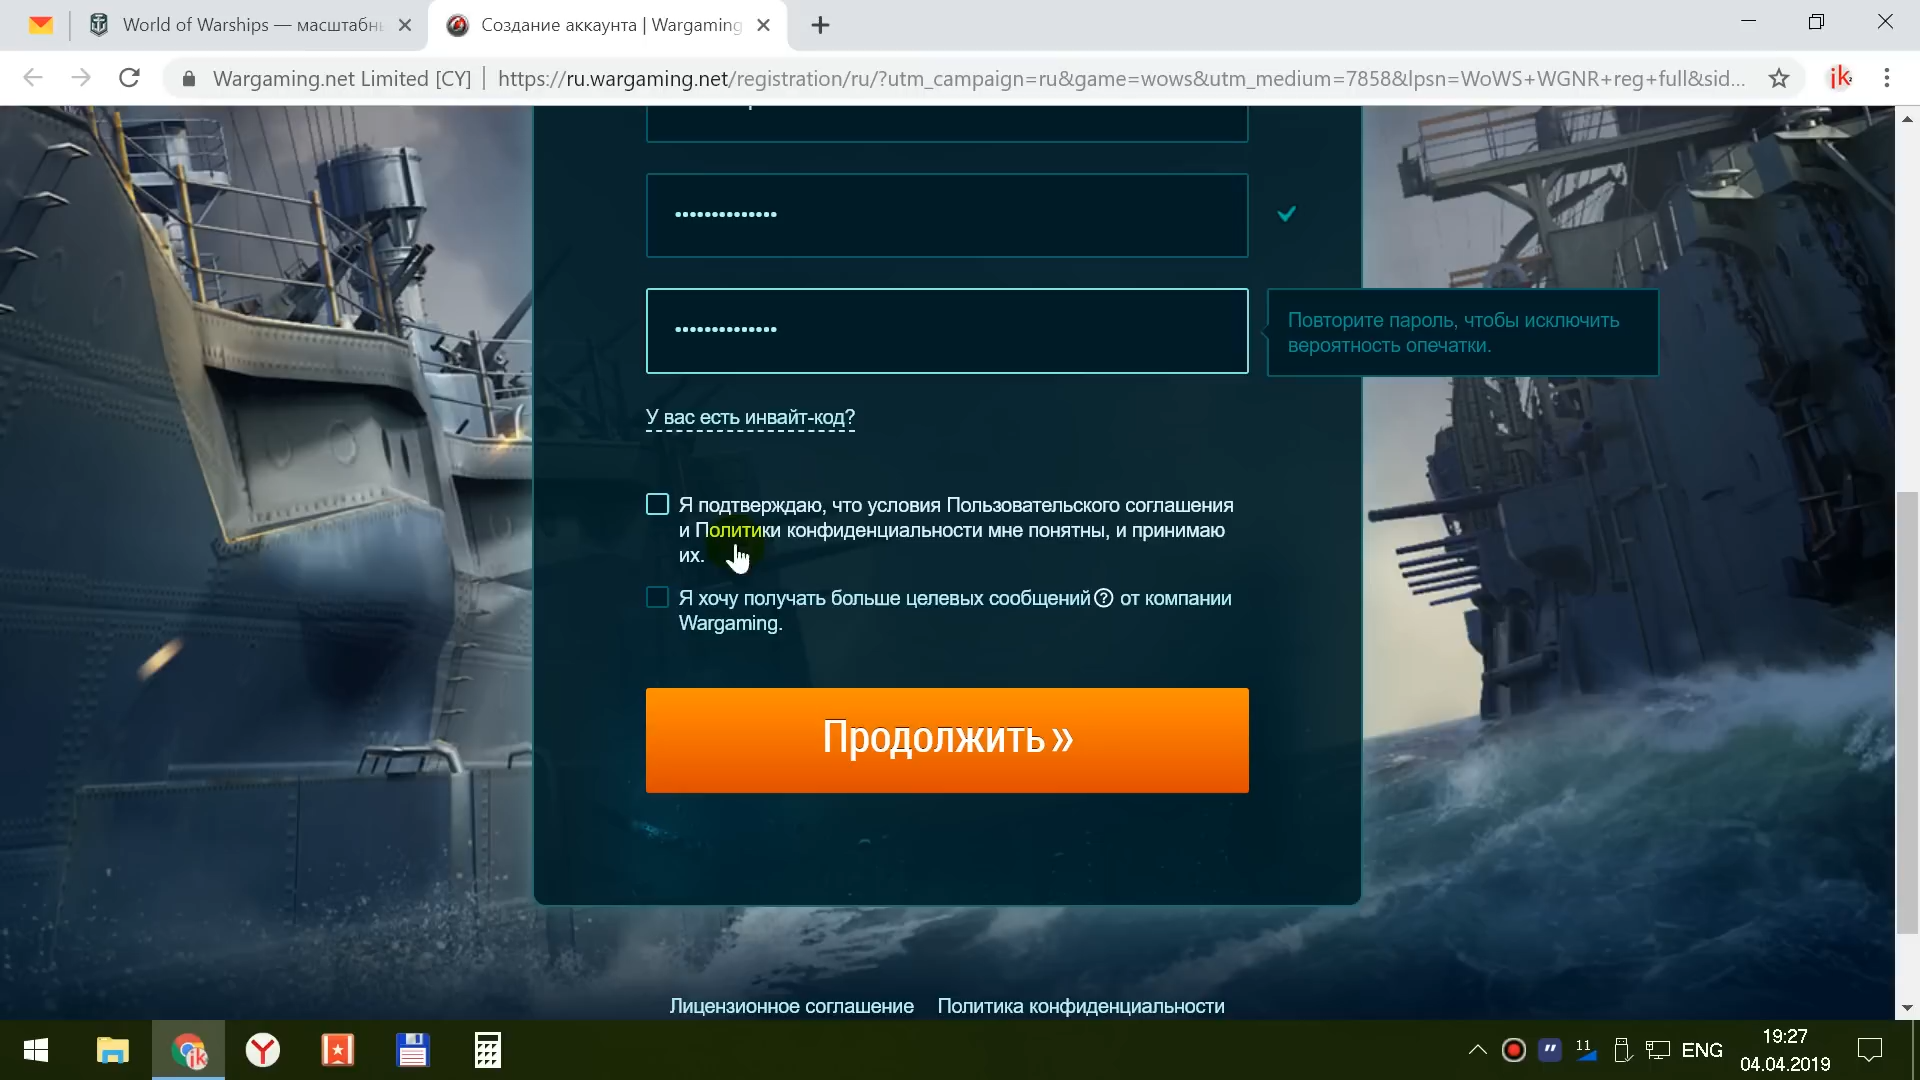 World of Warships — масштабны
Создание аккаунта | Wargaming
Wargaming.net Limited [CY]
https://ru.wargaming.net/registration/ru/?utm_campaign=ru&game=wows&utm_medium=7858&lpsn=WoWS+WGNR+reg+full&sid...
••••••••••••••
••••••••••••••
Повторите пароль, чтобы исключить
вероятность опечатки.
У вас есть инвайт-код?
Я подтверждаю, что условия Пользовательского соглашения
и Политики конфиденциальности мне понятны, и принимаю
их.
Я хочу получать больше целевых сообщений ? от компании
Wargaming.
Продолжить »
Лицензионное соглашение
Политика конфиденциальности
11
ENG
19:27
04.04.2019